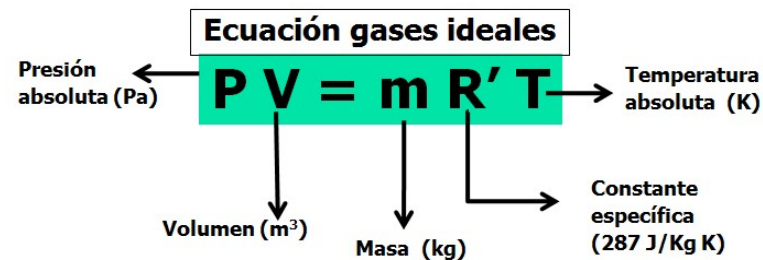 Ecuación gases ideales
P V = m R’ T
Presión
absoluta (Pa)
Temperatura
absoluta (K)
Volumen (m³)
Masa (kg)
Constante
específica
(287 J/Kg K)